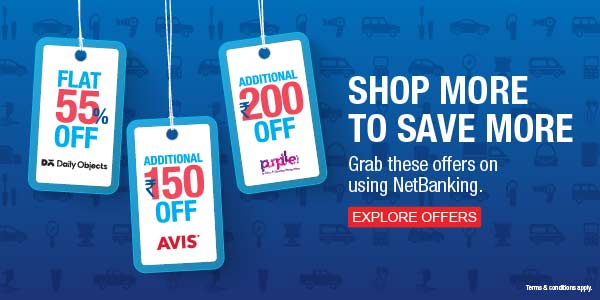 FLAT
55%
OFF
Daily Objects
ADDITIONAL
₹150
OFF
AVIS
ADDITIONAL
₹200
OFF
purplle
SHOP MORE
TO SAVE MORE
Grab these offers on
using NetBanking.
EXPLORE OFFERS
Terms & conditions apply.